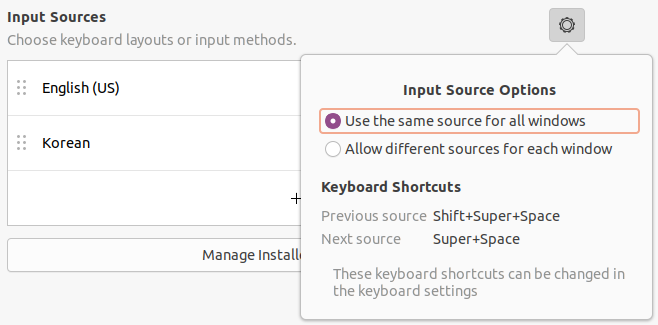 Input Sources
Choose keyboard layouts or input methods.
English (US)
Korean
+
Manage
Input Source Options
Use the same source for all windows
Allow different sources for each window
Keyboard Shortcuts
Previous source Shift+Super+Space
Next source Super+Space
These keyboard shortcuts can be changed in
the keyboard settings